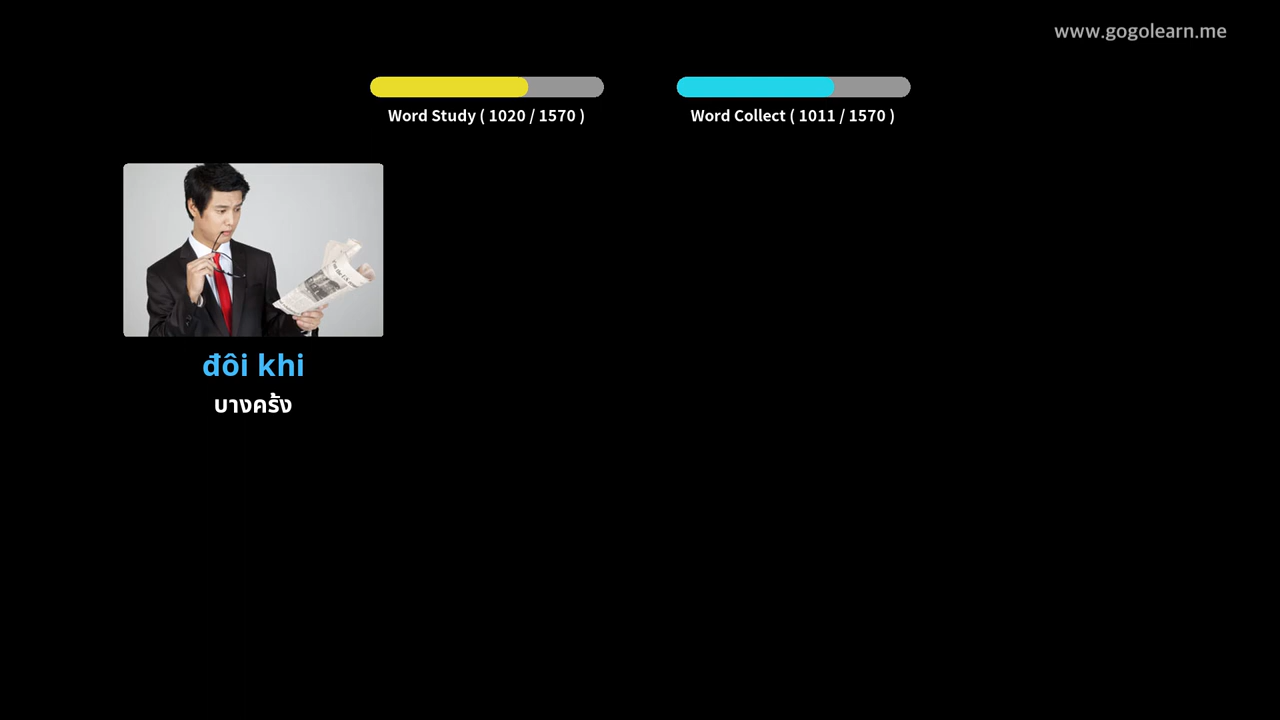 www.gogolearn.me
Word Study ( 1020 / 1570 )
Word Collect ( 1011 / 1570 )
đôi khi
บางครั้ง